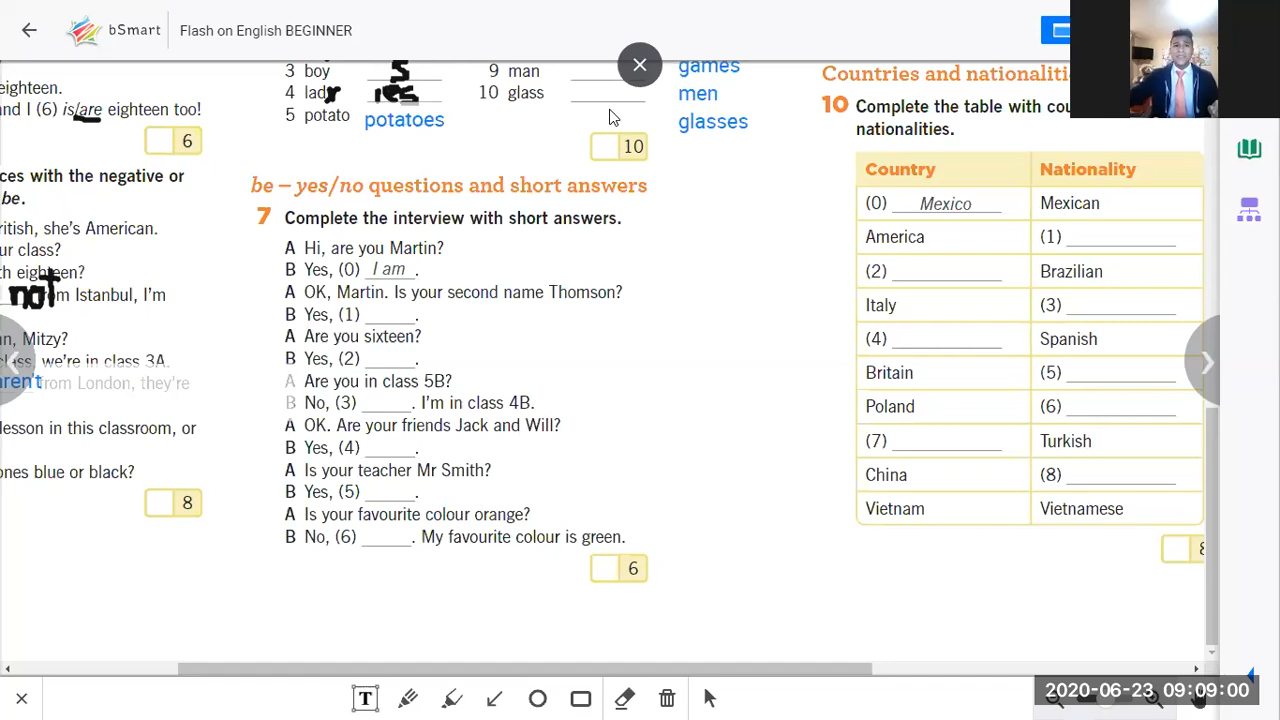 bSmart
Flash on English BEGINNER
eighteen.
and I (6) is/are eighteen too!
6
3 boy s
4 lady ies
5 potato potatoes
9 man
10 glass
10
games
men
glasses
ces with the negative or
be.
ritish, she's American.
ur class?
th eighteen?
not om Istanbul, I'm
n, Mitzy?
class, we're in class 3A.
aren't from London, they're
lesson in this classroom, or
ones blue or black?
8
be – yes/no questions and short answers
7 Complete the interview with short answers.
A Hi, are you Martin?
B Yes, (0) I am.
A OK, Martin. Is your second name Thomson?
B Yes, (1) ______.
A Are you sixteen?
B Yes, (2) ______.
A Are you in class 5B?
B No, (3) ______. I'm in class 4B.
A OK. Are your friends Jack and Will?
B Yes, (4) ______.
A Is your teacher Mr Smith?
B Yes, (5) ______.
A Is your favourite colour orange?
B No, (6) ______. My favourite colour is green.
6
Countries and nationaliti
10 Complete the table with cou
nationalities.
Country Nationality
(0) Mexico Mexican
America (1)
(2) Brazilian
Italy (3)
(4) Spanish
Britain (5)
Poland (6)
(7) Turkish
China (8)
Vietnam Vietnamese
8
T
2020-06-23 09:09:00